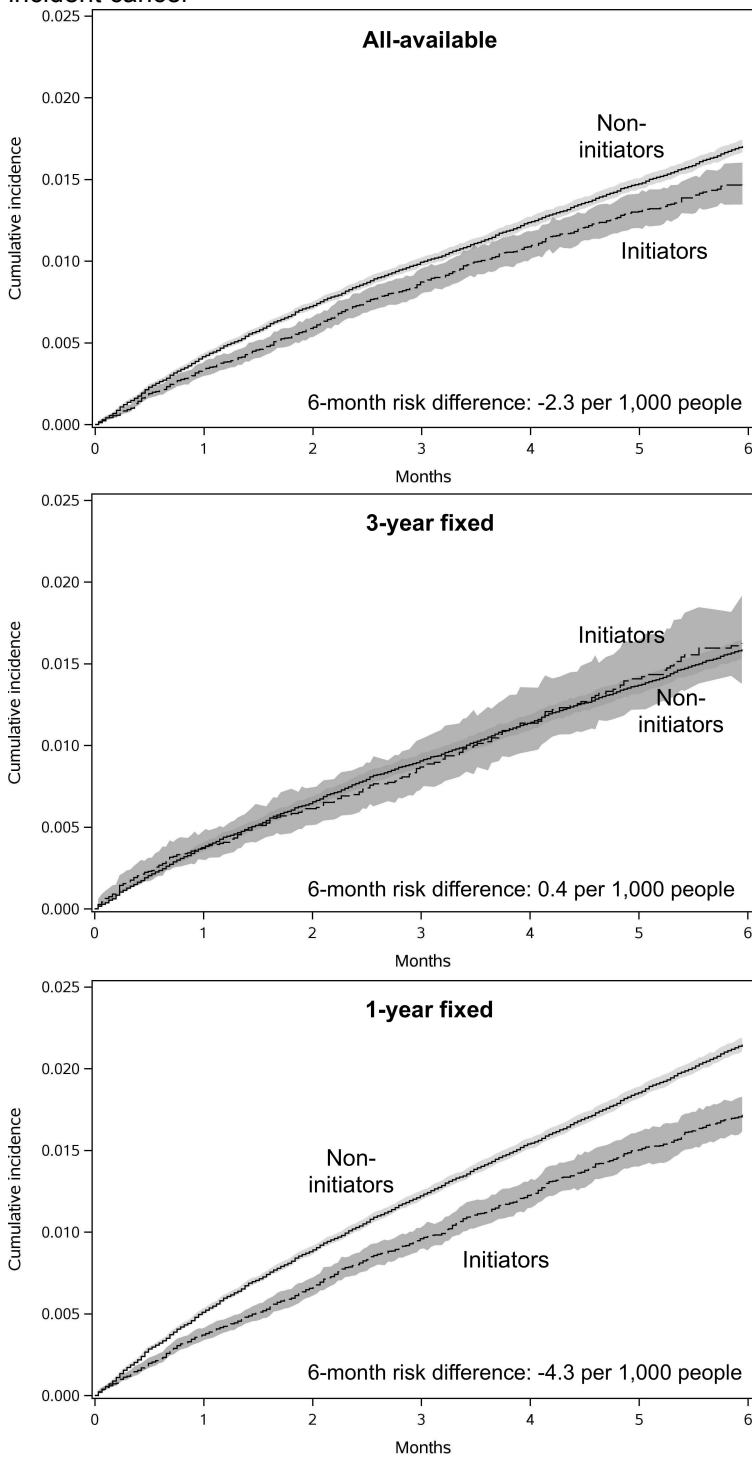 incident cancer
All-available
0.025
0.020
0.015
0.010
0.005
0.000
Cumulative incidence
Non-
initiators
Initiators
6-month risk difference: -2.3 per 1,000 people
0 1 2 3 4 5 6
Months
3-year fixed
0.025
0.020
0.015
0.010
0.005
0.000
Cumulative incidence
Initiators
Non-
initiators
6-month risk difference: 0.4 per 1,000 people
0 1 2 3 4 5 6
Months
1-year fixed
0.025
0.020
0.015
0.010
0.005
0.000
Cumulative incidence
Non-
initiators
Initiators
6-month risk difference: -4.3 per 1,000 people
0 1 2 3 4 5 6
Months